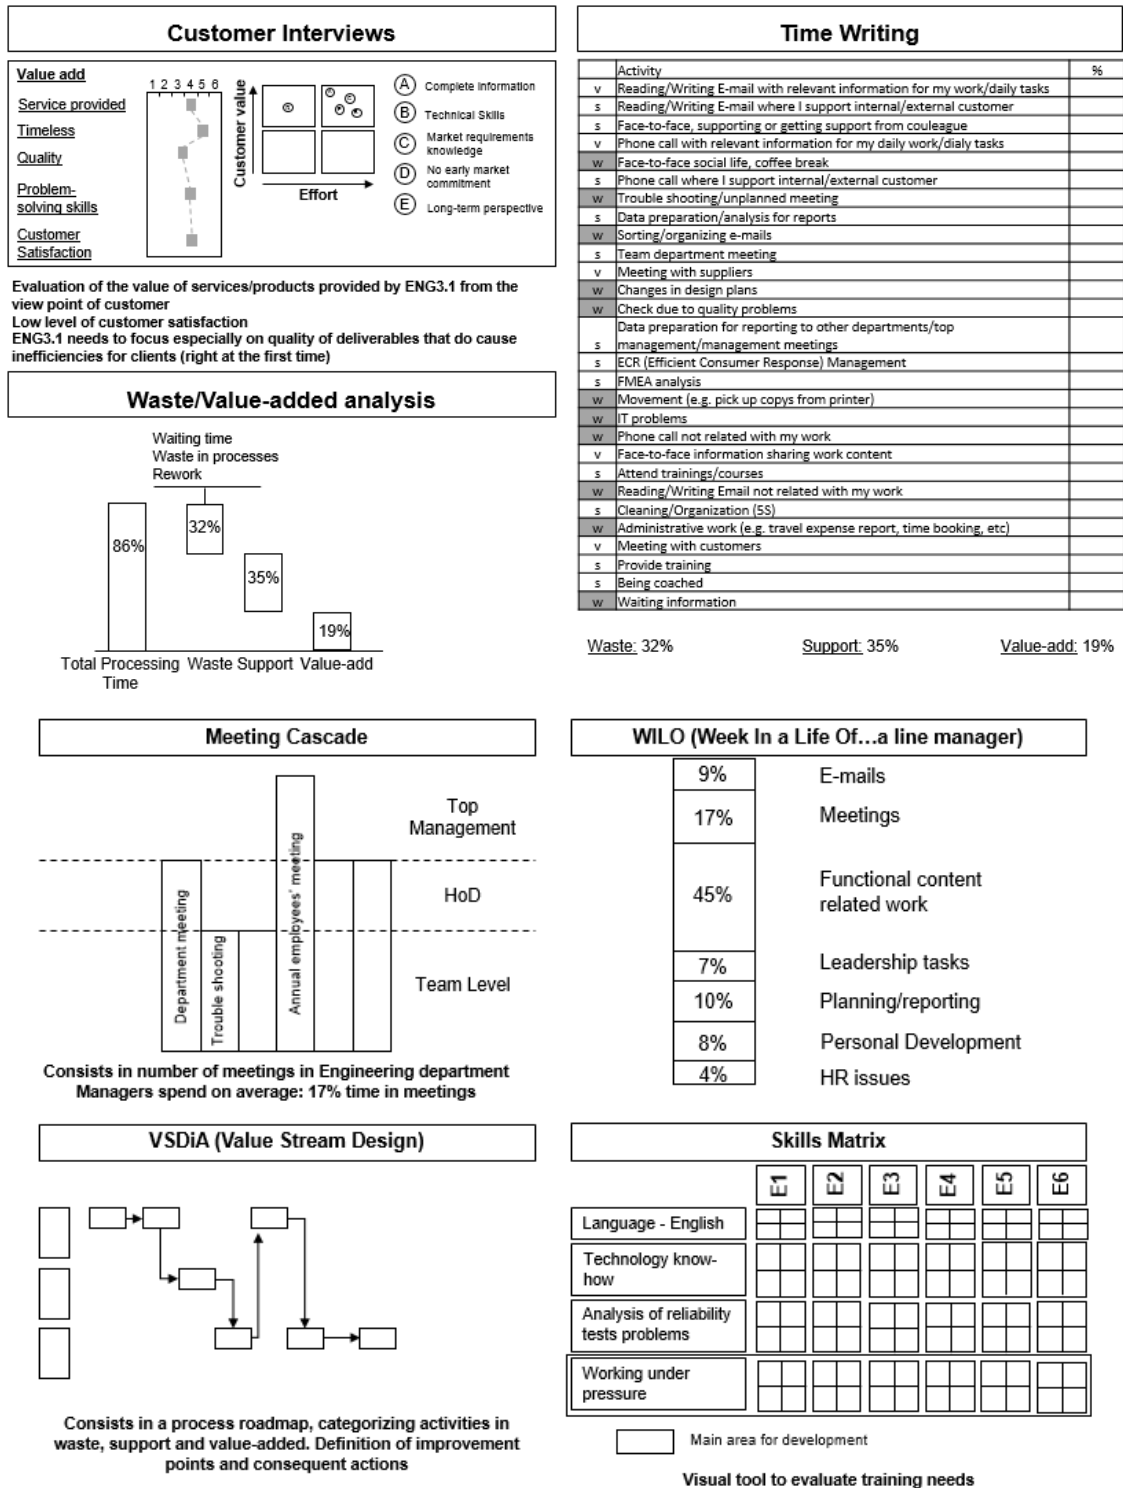 Customer Interviews
Value add
1 2 3 4 5 6
Service provided
Timeless
Quality
Problem-
solving skills
Customer
Satisfaction
Customer value
Effort
A Complete information
B Technical Skills
C Market requirements
knowledge
D No early market
commitment
E Long-term perspective
Evaluation of the value of services/products provided by ENG3.1 from the
view point of customer
Low level of customer satisfaction
ENG3.1 needs to focus especially on quality of deliverables that do cause
inefficiencies for clients (right at the first time)
Waste/Value-added analysis
Waiting time
Waste in processes
Rework
86%
32%
35%
19%
Total Processing
Time
Waste
Support
Value-add
Time Writing
Activity %
v Reading/Writing E-mail with relevant information for my work/daily tasks
s Reading/Writing E-mail where I support internal/external customer
s Face-to-face, supporting or getting support from couleague
v Phone call with relevant information for my daily work/dialy tasks
w Face-to-face social life, coffee break
s Phone call where I support internal/external customer
w Trouble shooting/unplanned meeting
s Data preparation/analysis for reports
w Sorting/organizing e-mails
s Team department meeting
v Meeting with suppliers
w Changes in design plans
w Check due to quality problems
Data preparation for reporting to other departments/top
s management/management meetings
s ECR (Efficient Consumer Response) Management
s FMEA analysis
w Movement (e.g. pick up copys from printer)
w IT problems
w Phone call not related with my work
v Face-to-face information sharing work content
s Attend trainings/courses
w Reading/Writing Email not related with my work
s Cleaning/Organization (5S)
w Administrative work (e.g. travel expense report, time booking, etc)
v Meeting with customers
s Provide training
s Being coached
w Waiting information
Waste: 32% Support: 35% Value-add: 19%
Meeting Cascade
Department meeting
Trouble shooting
Annual employees' meeting
Top
Management
HoD
Team Level
Consists in number of meetings in Engineering department
Managers spend on average: 17% time in meetings
WILO (Week In a Life Of...a line manager)
9% E-mails
17% Meetings
45% Functional content
related work
7% Leadership tasks
10% Planning/reporting
8% Personal Development
4% HR issues
VSDiA (Value Stream Design)
Consists in a process roadmap, categorizing activities in
waste, support and value-added. Definition of improvement
points and consequent actions
Skills Matrix
E1 E2 E3 E4 E5 E6
Language - English
Technology know-
how
Analysis of reliability
tests problems
Working under
pressure
Main area for development
Visual tool to evaluate training needs